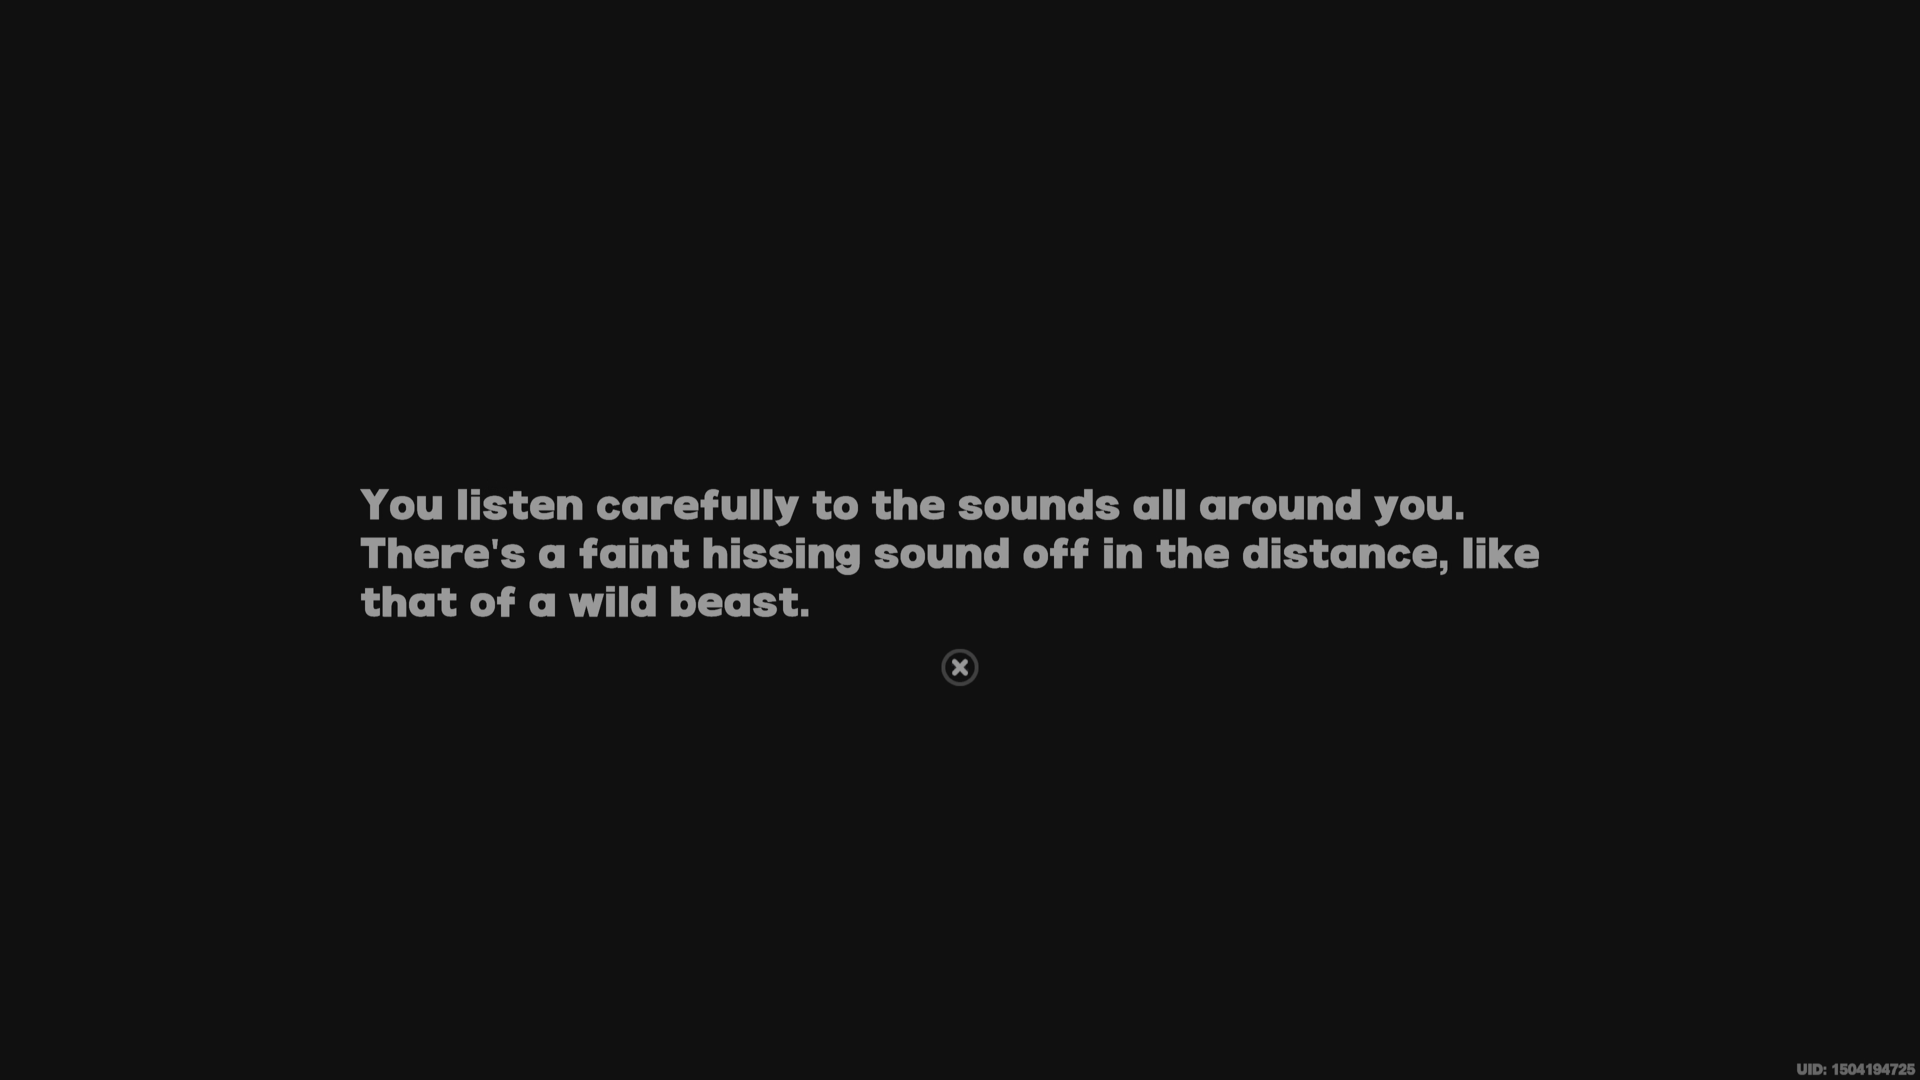 You listen carefully to the sounds all around you.
There's a faint hissing sound off in the distance, like
that of a wild beast.
UID: 1504194725